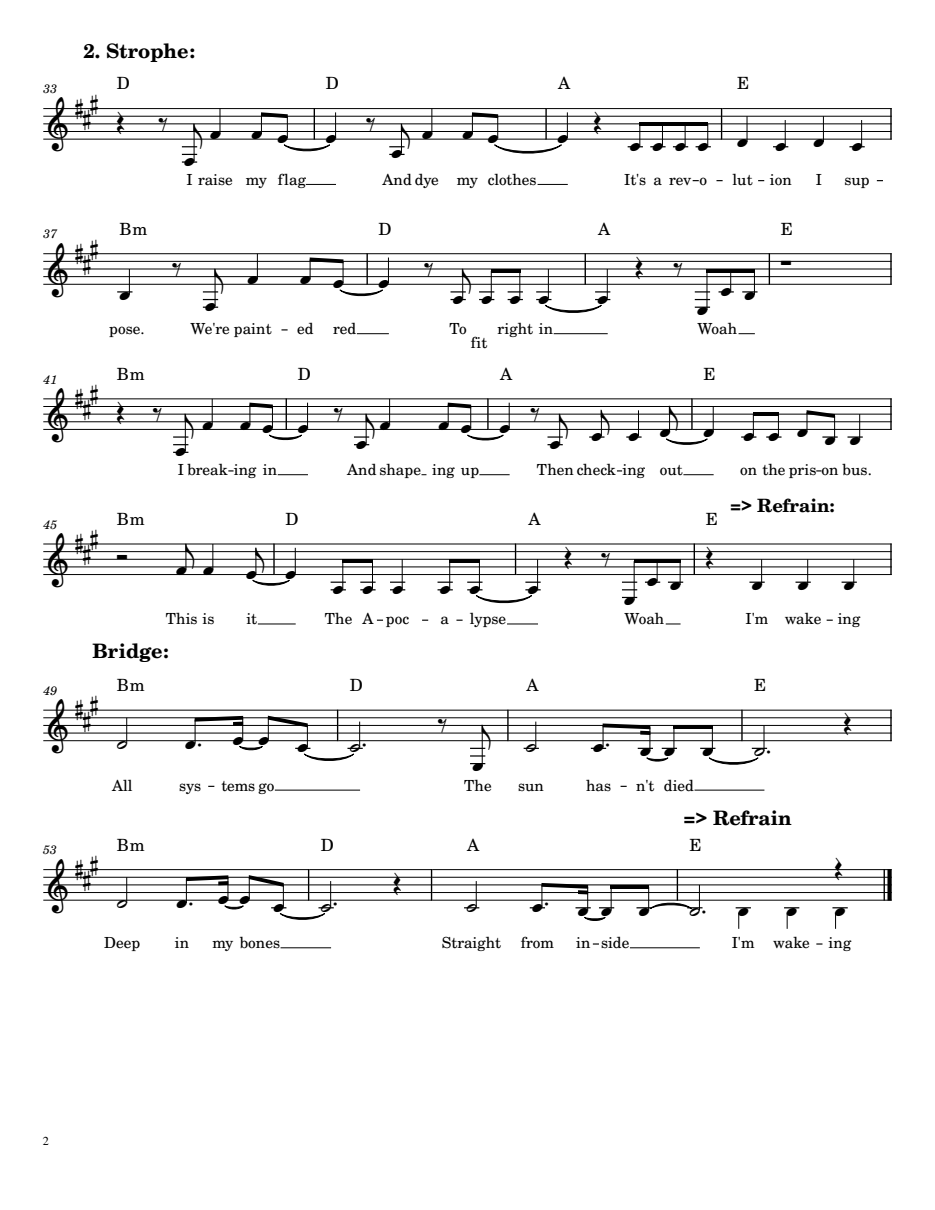 2. Strophe:
33 D D A E
I raise my flag And dye my clothes It's a rev-o-lut-ion I sup-
37 Bm D A E
pose. We're paint-ed red To fit right in Woah
41 Bm D A E
I break-ing in And shape_ ing up Then check-ing out on the pris-on bus.
=> Refrain:
45 Bm D A E
This is it The A-poc-a-lypse Woah I'm wake-ing
Bridge:
49 Bm D A E
All sys-tems go The sun has-n't died
=> Refrain
53 Bm D A E
Deep in my bones Straight from in-side I'm wake-ing
2